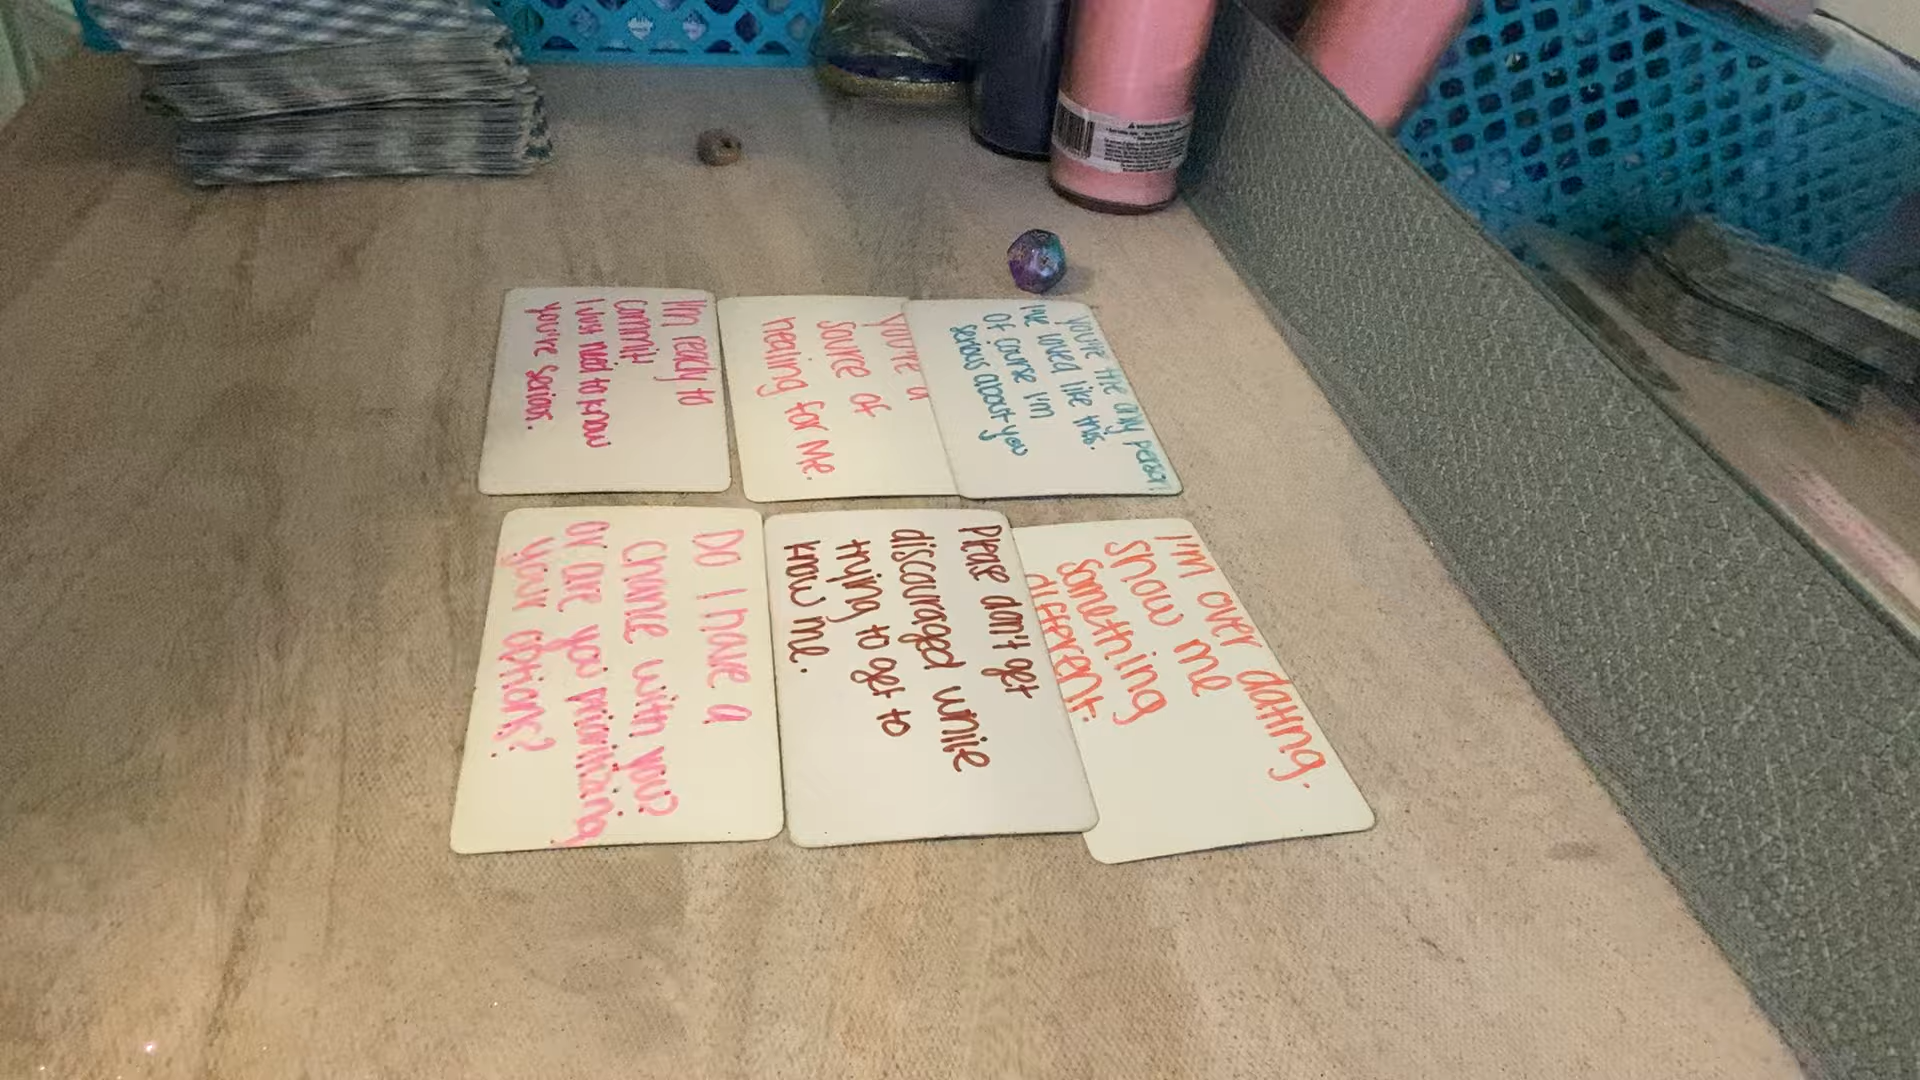 I'm ready to
commit!
I just need to know
you're serious.
you're a
source of
healing for me.
you're the only person
I've loved like this.
Of course I'm
serious about you
Do I have a
chance with you?
Or are you prioritizing
your options?
Please don't get
discouraged while
trying to get to
know me.
I'm over dating.
Show me
something
different.